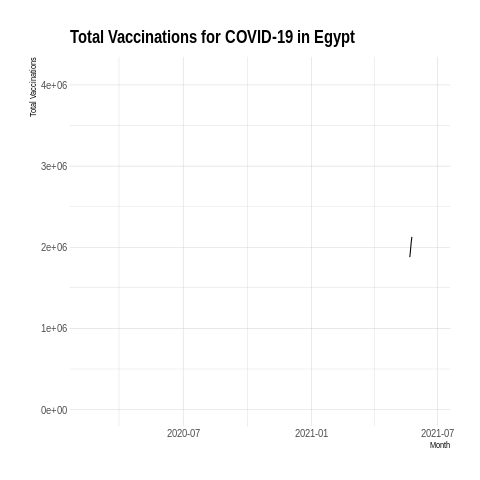 Total Vaccinations for COVID-19 in Egypt
Total Vaccinations
4e+06
3e+06
2e+06
1e+06
0e+00
2020-07 2021-01 2021-07
Month